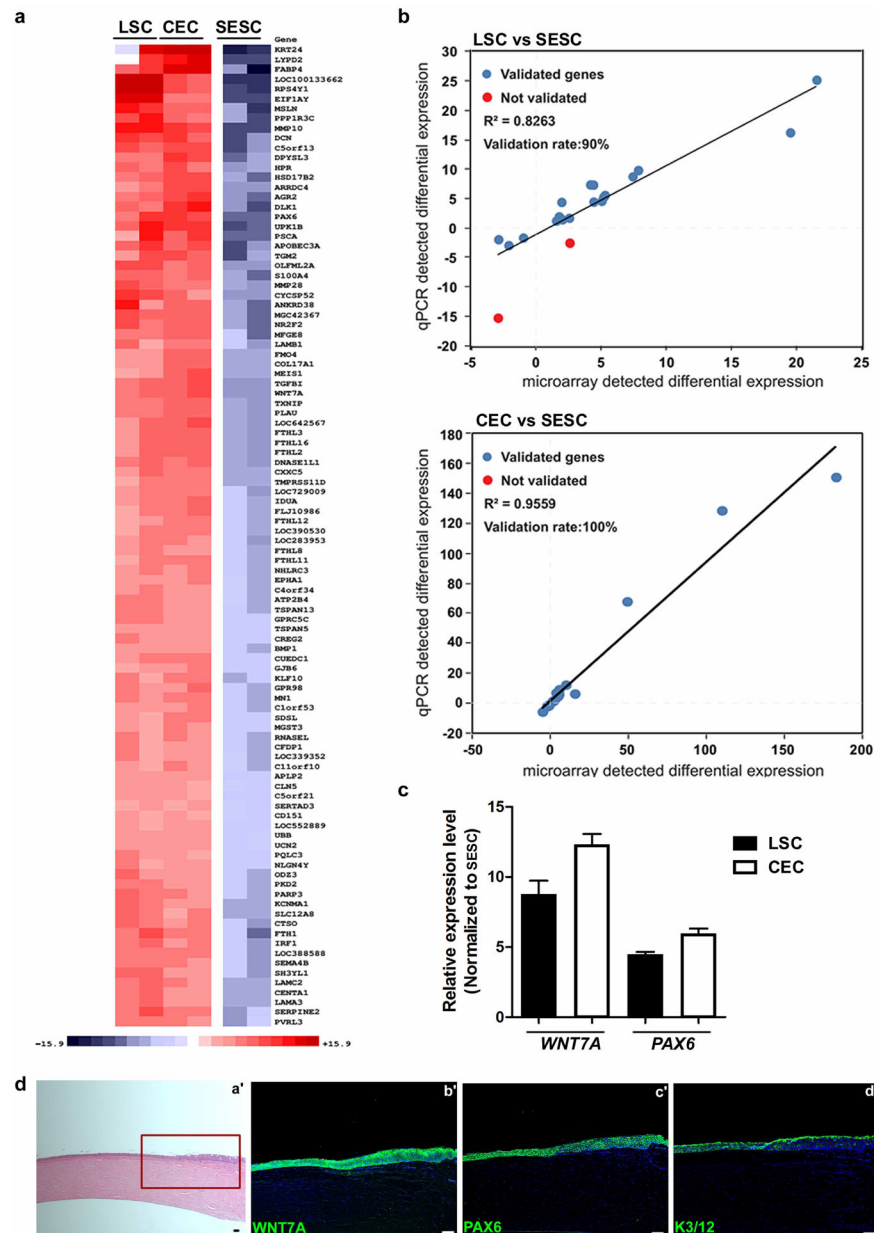 a
LSC CEC SESC
Gene
KRT24
LYPD2
FABP4
LOC100133662
RPS4Y1
EIF1AY
MSLN
PPP1R3C
MMP10
DCN
C5orf13
DPYSL3
HPR
HSD17B2
ARRDC4
AGR2
DLK1
PAX6
UPK1B
PSCA
APOBEC3A
TGM2
OLFML2A
S100A4
MMP28
CYCSP52
ANKRD38
MGC42367
NR2F2
MFGE8
LAMB1
FMO4
COL17A1
MEIS1
TGFBI
WNT7A
TXNIP
PLAU
LOC642567
FTHL3
FTHL16
FTHL2
DNASE1L1
CXXC5
TMPRSS11D
LOC729009
IDUA
FLJ10986
FTHL12
LOC390530
LOC283953
FTHL8
FTHL11
NHLRC3
EPHA1
C4orf34
ATP2B4
TSPAN13
GPRC5C
TSPAN5
CREG2
BMP1
CUEDC1
GJB6
KLF10
GPR98
MN1
C1orf53
SDSL
MGST3
RNASEL
CFDP1
LOC339352
C11orf10
APLP2
CLN5
C5orf21
SERTAD3
CD151
LOC552889
UBB
UCN2
PQLC3
NLGN4Y
ODZ3
PKD2
PARP3
KCNMA1
SLC12A8
CTSO
FTH1
IRF1
LOC388588
SEMA4B
SH3YL1
LAMC2
CENTA1
LAMA3
SERPINE2
PVRL3
-15.9 +15.9
b
LSC vs SESC
Validated genes
Not validated
R² = 0.8263
Validation rate:90%
30
25
20
15
10
5
0
-5
-10
-15
-20
-5 0 5 10 15 20 25
qPCR detected differential expression
microarray detected differential expression
CEC vs SESC
Validated genes
Not validated
R² = 0.9559
Validation rate:100%
180
160
140
120
100
80
60
40
20
0
-20
-50 0 50 100 150 200
qPCR detected differential expression
microarray detected differential expression
c
Relative expression level
(Normalized to SESC)
15
10
5
0
LSC
CEC
WNT7A PAX6
d
a'
b'
WNT7A
c'
PAX6
d
K3/12